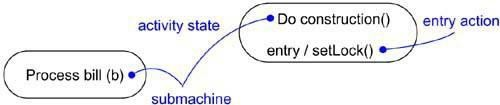 activity state
Do construction()
entry action
entry / setLock()
Process bill (b)
submachine